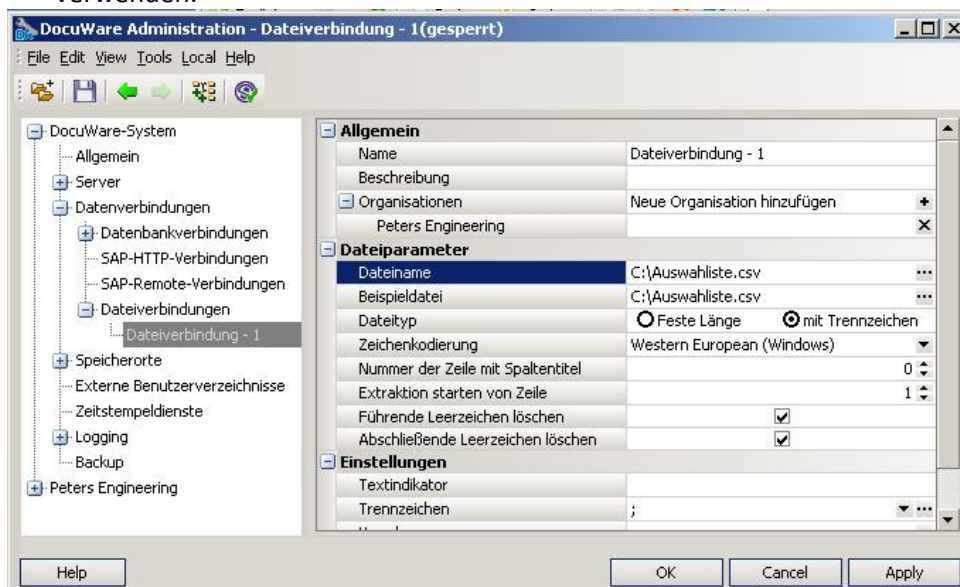 verwenden.
DocuWare Administration - Dateiverbindung - 1(gesperrt)
File Edit View Tools Local Help
DocuWare-System
Allgemein
Server
Datenverbindungen
Datenbankverbindungen
SAP-HTTP-Verbindungen
SAP-Remote-Verbindungen
Dateiverbindungen
Dateiverbindung - 1
Speicherorte
Externe Benutzerverzeichnisse
Zeitstempeldienste
Logging
Backup
Peters Engineering
Allgemein
Name Dateiverbindung - 1
Beschreibung
Organisationen Neue Organisation hinzufügen
Peters Engineering
Dateiparameter
Dateiname C:\Auswahlliste.csv ...
Beispieldatei C:\Auswahlliste.csv ...
Dateityp Feste Länge mit Trennzeichen
Zeichenkodierung Western European (Windows)
Nummer der Zeile mit Spaltentitel 0
Extraktion starten von Zeile 1
Führende Leerzeichen löschen
Abschließende Leerzeichen löschen
Einstellungen
Textindikator
Trennzeichen ; ...
Help OK Cancel Apply